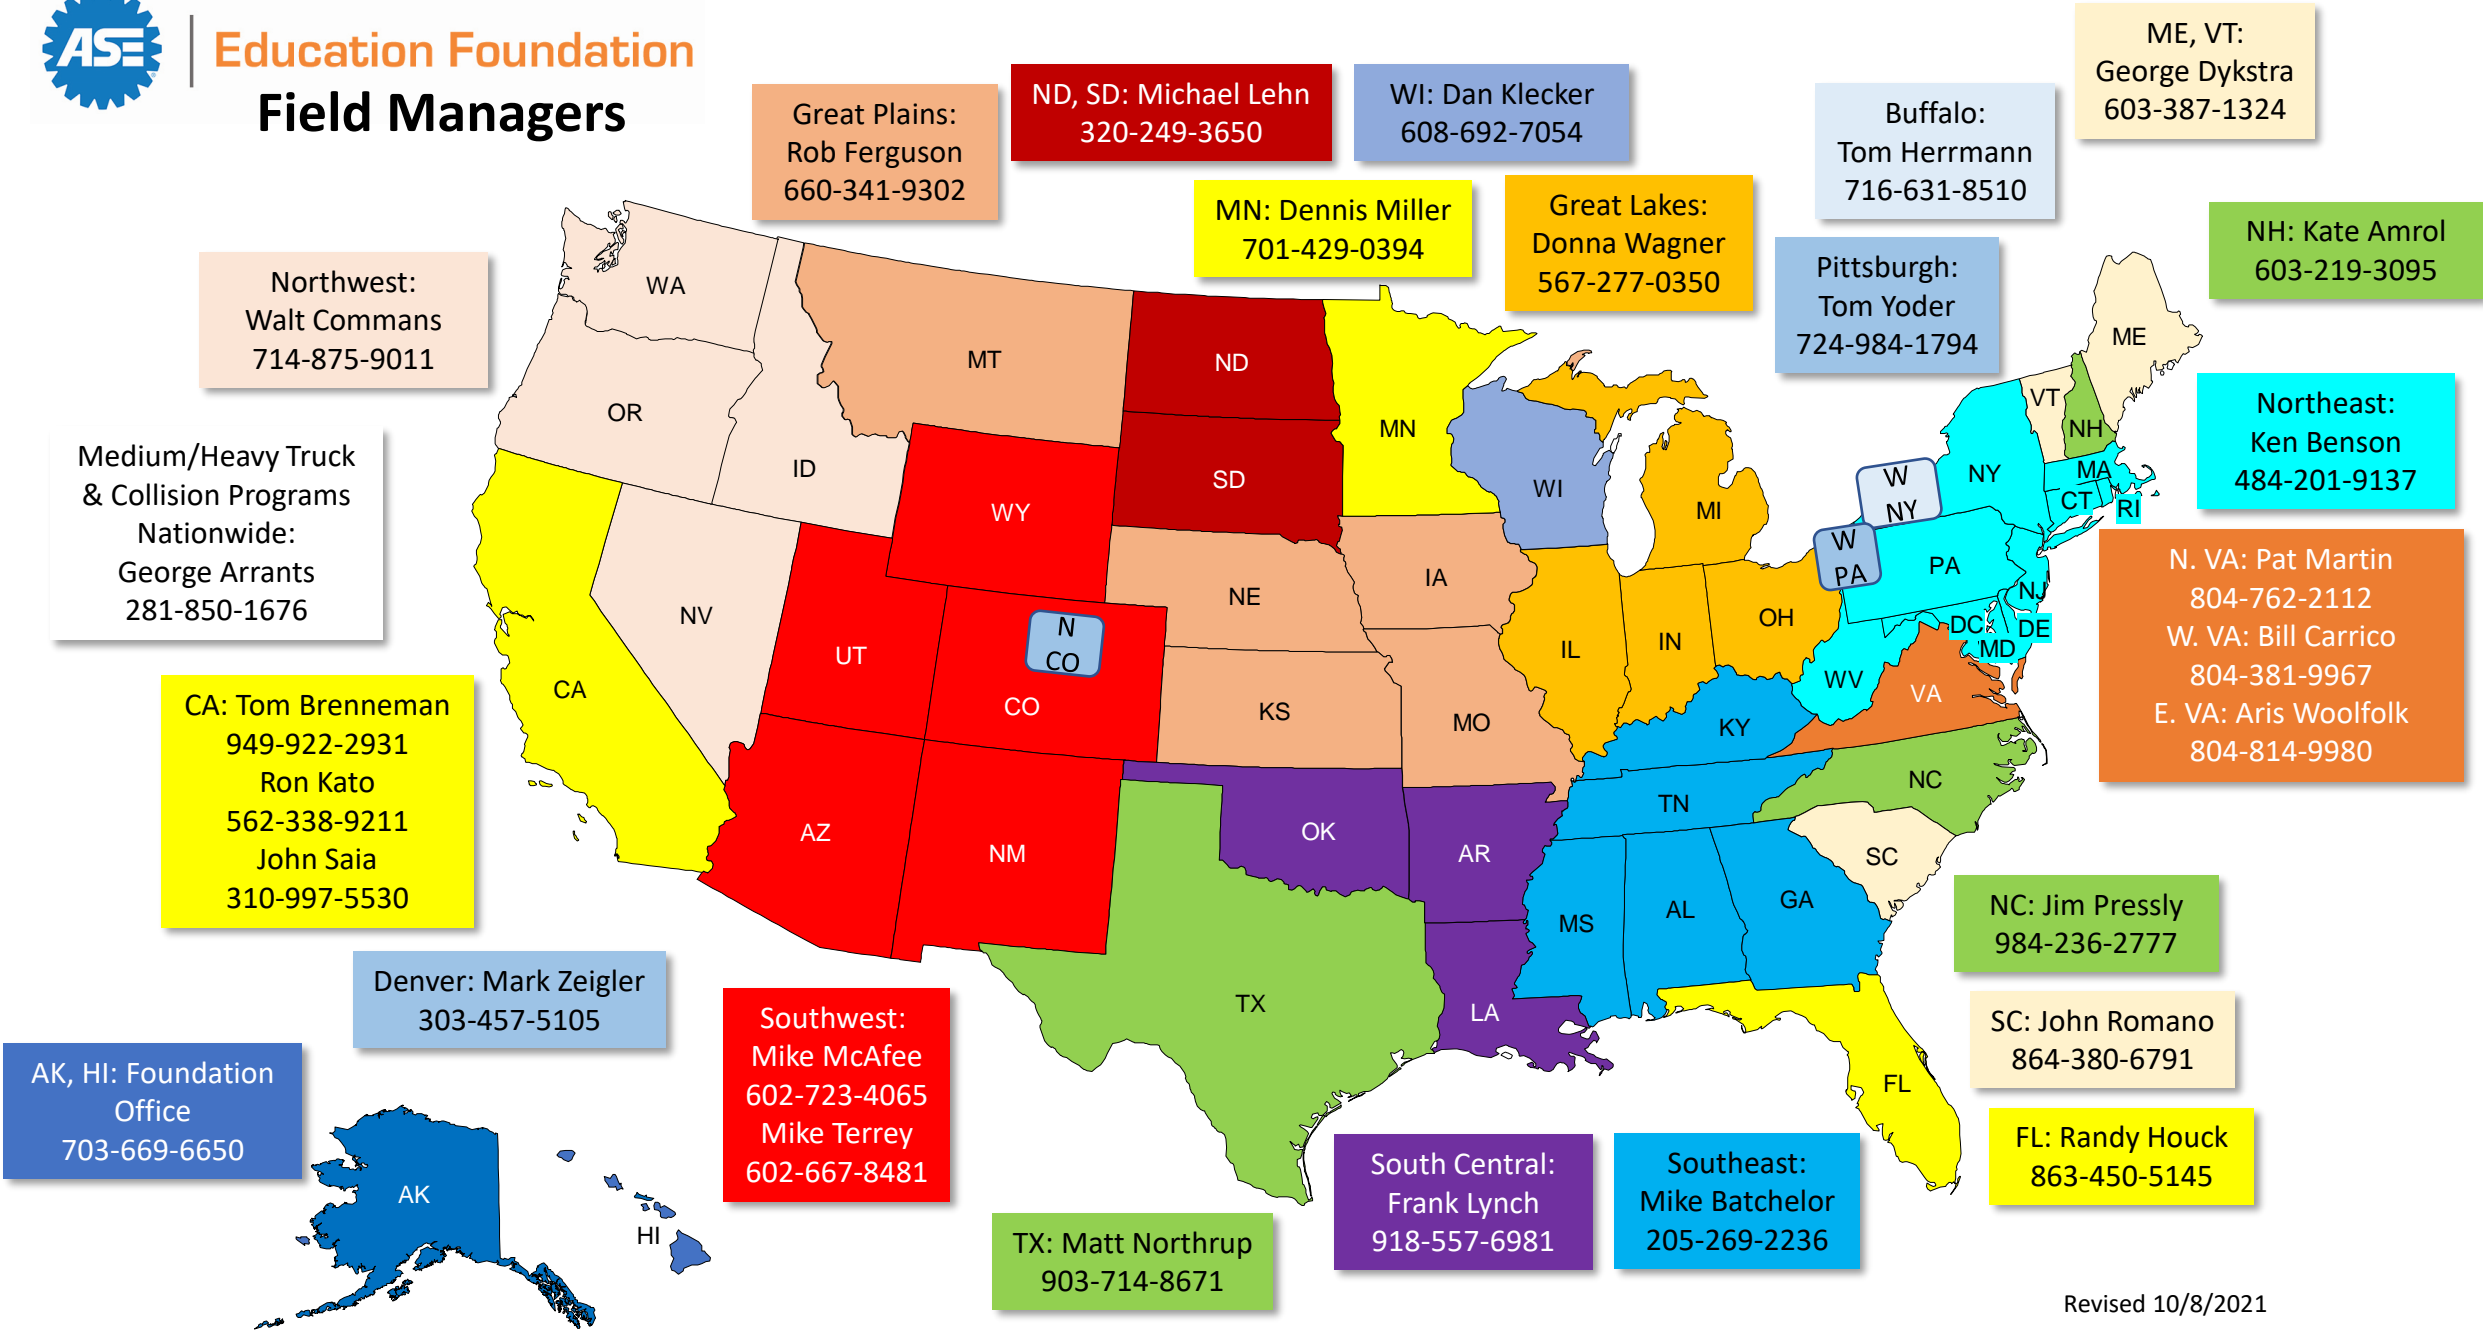 ASE
Education Foundation
Field Managers
Great Plains:
Rob Ferguson
660-341-9302
ND, SD: Michael Lehn
320-249-3650
WI: Dan Klecker
608-692-7054
MN: Dennis Miller
701-429-0394
Great Lakes:
Donna Wagner
567-277-0350
Buffalo:
Tom Herrmann
716-631-8510
Pittsburgh:
Tom Yoder
724-984-1794
ME, VT:
George Dykstra
603-387-1324
NH: Kate Amrol
603-219-3095
Northeast:
Ken Benson
484-201-9137
N. VA: Pat Martin
804-762-2112
W. VA: Bill Carrico
804-381-9967
E. VA: Aris Woolfolk
804-814-9980
Northwest:
Walt Commans
714-875-9011
Medium/Heavy Truck
& Collision Programs
Nationwide:
George Arrants
281-850-1676
CA: Tom Brenneman
949-922-2931
Ron Kato
562-338-9211
John Saia
310-997-5530
Denver: Mark Zeigler
303-457-5105
AK, HI: Foundation
Office
703-669-6650
Southwest:
Mike McAfee
602-723-4065
Mike Terrey
602-667-8481
TX: Matt Northrup
903-714-8671
South Central:
Frank Lynch
918-557-6981
Southeast:
Mike Batchelor
205-269-2236
NC: Jim Pressly
984-236-2777
SC: John Romano
864-380-6791
FL: Randy Houck
863-450-5145
WA
OR
ID
MT
ND
SD
WY
MN
WI
MI
NV
UT
CA
N
CO
CO
NE
KS
IA
MO
IL
IN
OH
W
NY
W
PA
NY
PA
VT
NH
ME
MA
CT
RI
NJ
DE
DC
MD
WV
VA
KY
TN
NC
SC
GA
AL
MS
AZ
NM
OK
AR
TX
LA
FL
AK
HI
Revised 10/8/2021